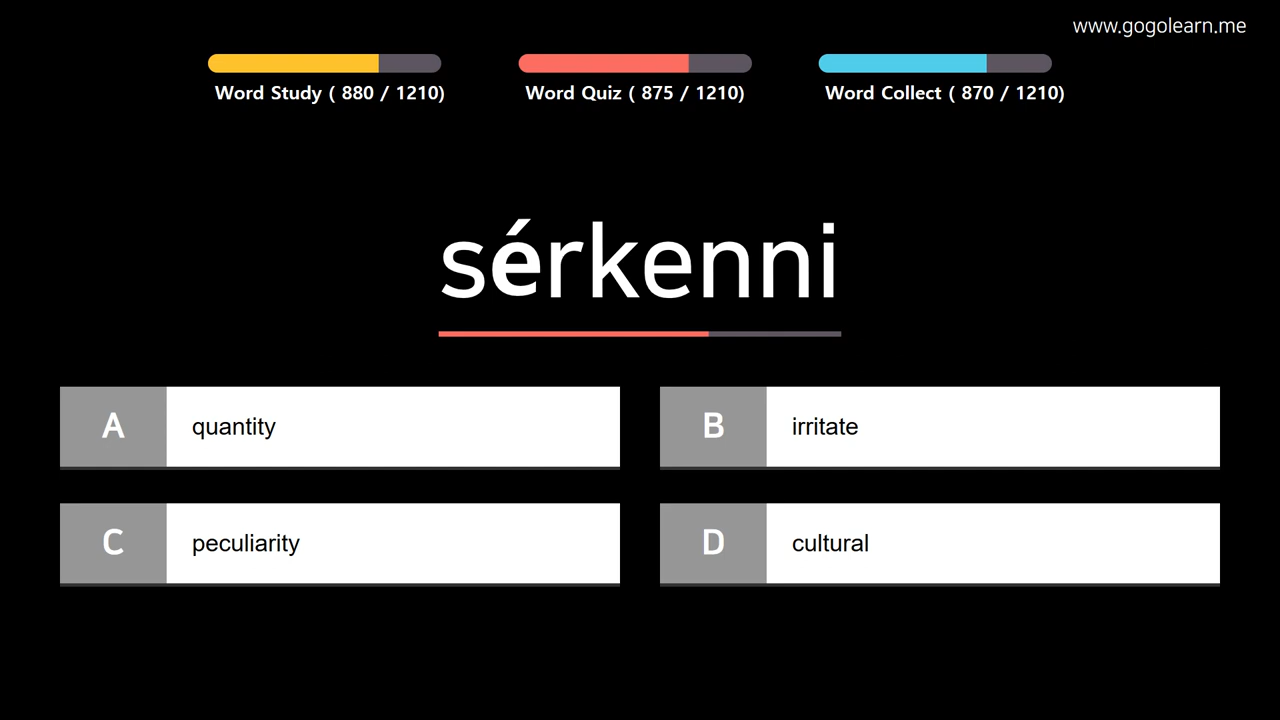 www.gogolearn.me
Word Study ( 880 / 1210)
Word Quiz ( 875 / 1210)
Word Collect ( 870 / 1210)
sérkenni
A quantity
B irritate
C peculiarity
D cultural